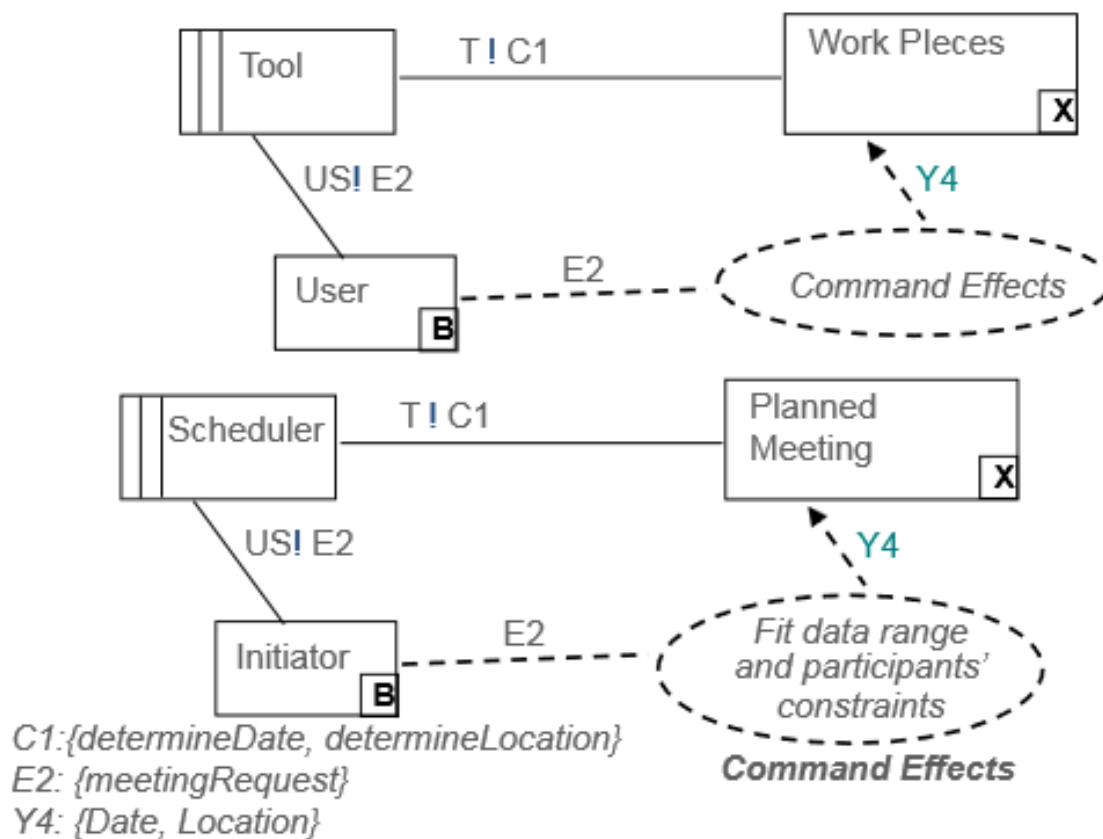 Tool
T ! C1
Work Pleces
X
US! E2
Y4
User
B
E2
Command Effects
Scheduler
T ! C1
Planned
Meeting
X
US! E2
Y4
Initiator
B
E2
Fit data range
and participants’
constraints
C1:{determineDate, determineLocation}
Command Effects
E2: {meetingRequest}
Y4: {Date, Location}